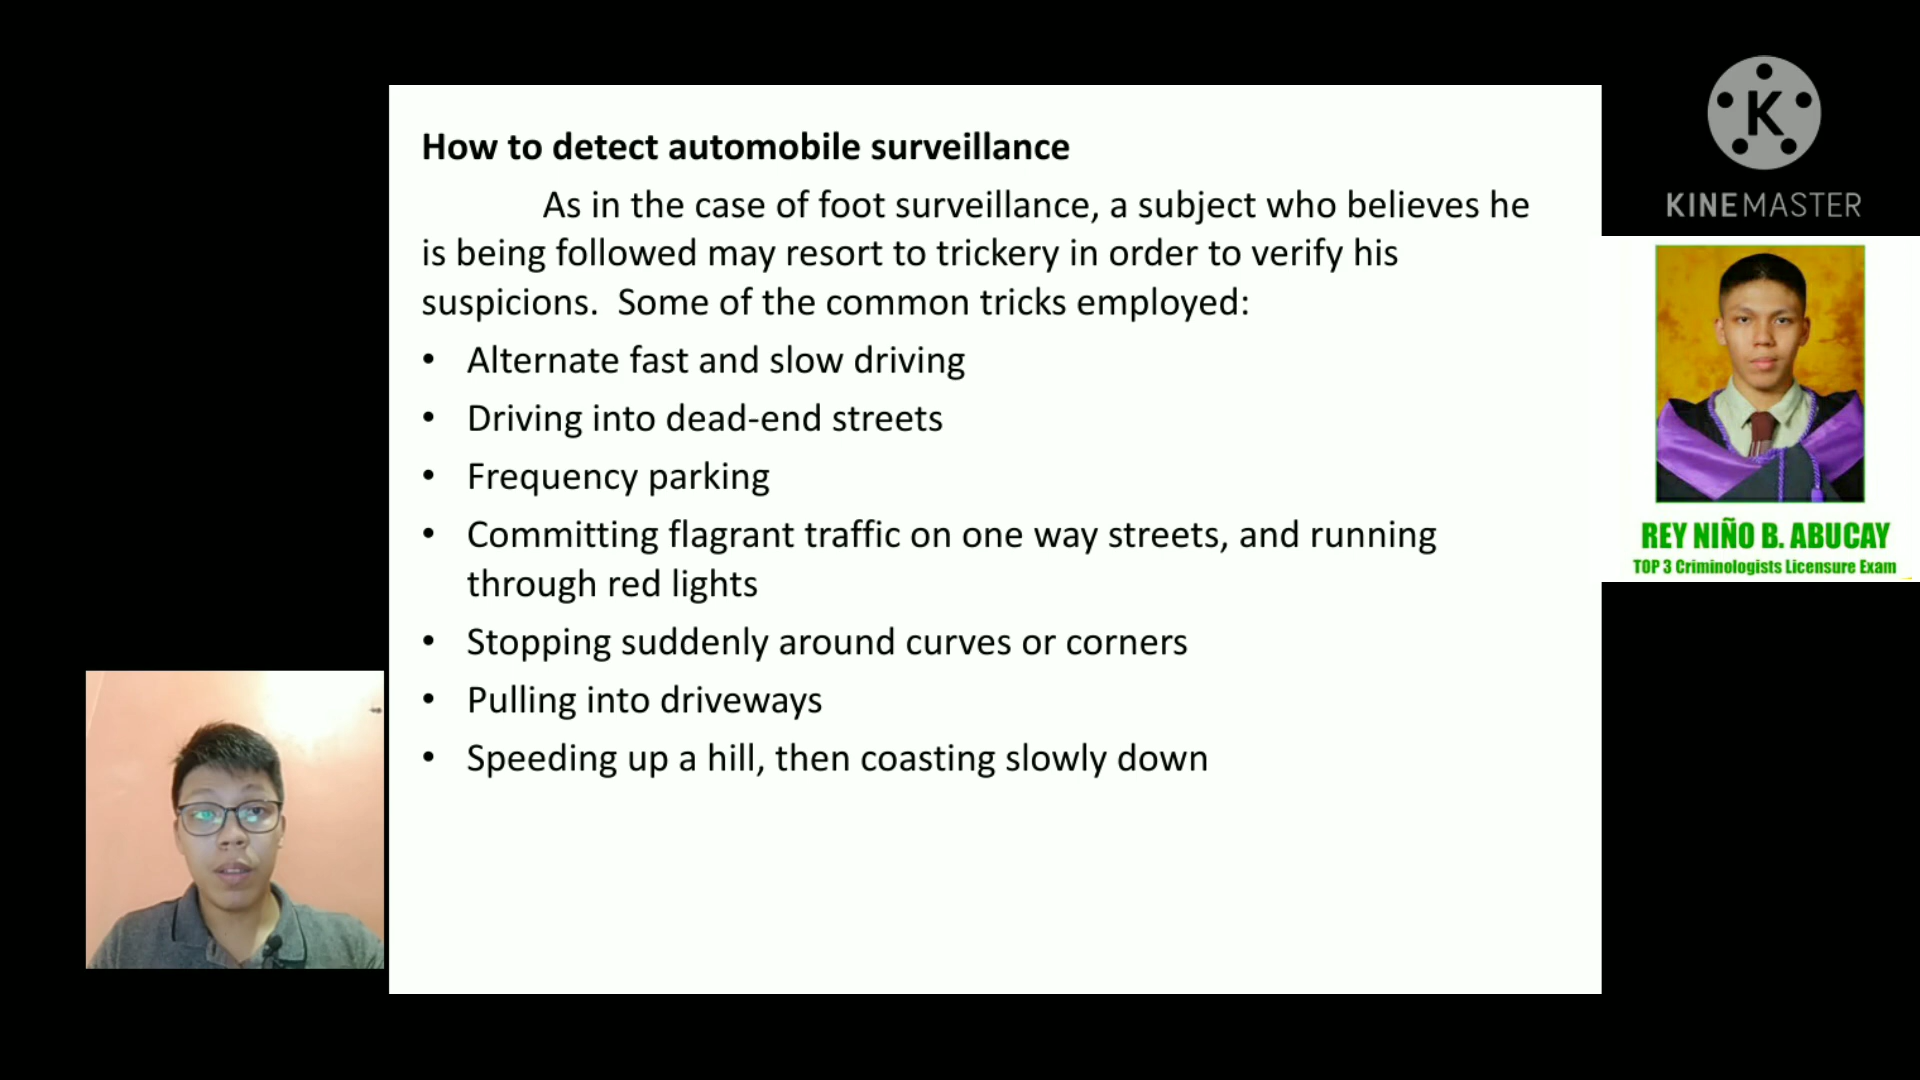 How to detect automobile surveillance
As in the case of foot surveillance, a subject who believes he
is being followed may resort to trickery in order to verify his
suspicions.  Some of the common tricks employed:
• Alternate fast and slow driving
• Driving into dead-end streets
• Frequency parking
• Committing flagrant traffic on one way streets, and running
through red lights
• Stopping suddenly around curves or corners
• Pulling into driveways
• Speeding up a hill, then coasting slowly down
K
KINEMASTER
REY NIÑO B. ABUCAY
TOP 3 Criminologists Licensure Exam